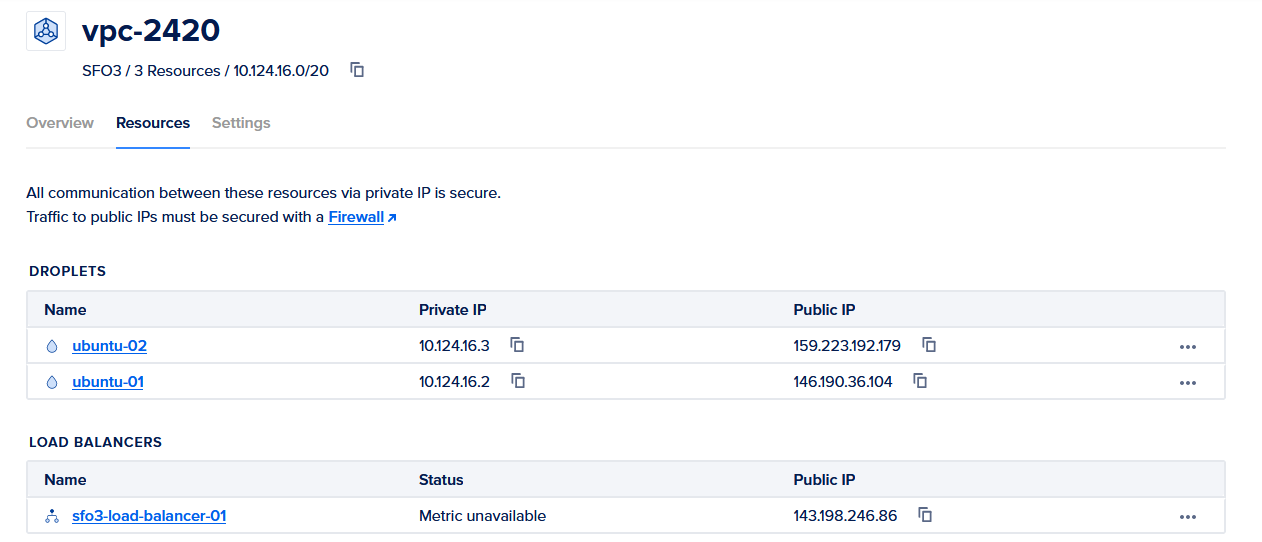 vpc-2420
SFO3 / 3 Resources / 10.124.16.0/20
Overview Resources Settings
All communication between these resources via private IP is secure.
Traffic to public IPs must be secured with a Firewall
DROPLETS
Name Private IP Public IP
ubuntu-02 10.124.16.3 159.223.192.179
ubuntu-01 10.124.16.2 146.190.36.104
LOAD BALANCERS
Name Status Public IP
sfo3-load-balancer-01 Metric unavailable 143.198.246.86